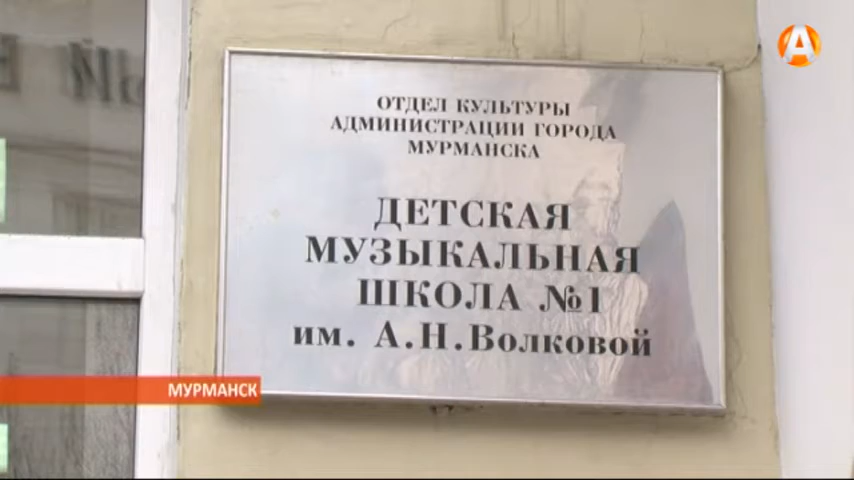 ОТДЕЛ КУЛЬТУРЫ
АДМИНИСТРАЦИИ ГОРОДА
МУРМАНСКА
ДЕТСКАЯ
МУЗЫКАЛЬНАЯ
ШКОЛА №1
им. А.Н.Волковой
МУРМАНСК
А